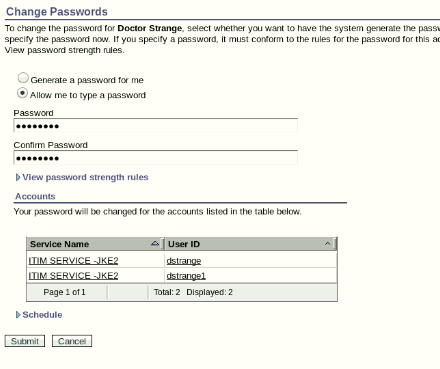 Change Passwords
To change the password for Doctor Strange, select whether you want to have the system generate the
specify the password now. If you specify a password, it must conform to the rules for the password for this
View password strength rules.
Generate a password for me
Allow me to type a password
Password
●●●●●●●●
Confirm Password
●●●●●●●●
View password strength rules
Accounts
Your password will be changed for the accounts listed in the table below.
Service Name User ID
ITIM SERVICE -JKE2 dstrange
ITIM SERVICE -JKE2 dstrange1
Page 1 of 1 Total: 2 Displayed: 2
Schedule
Submit Cancel